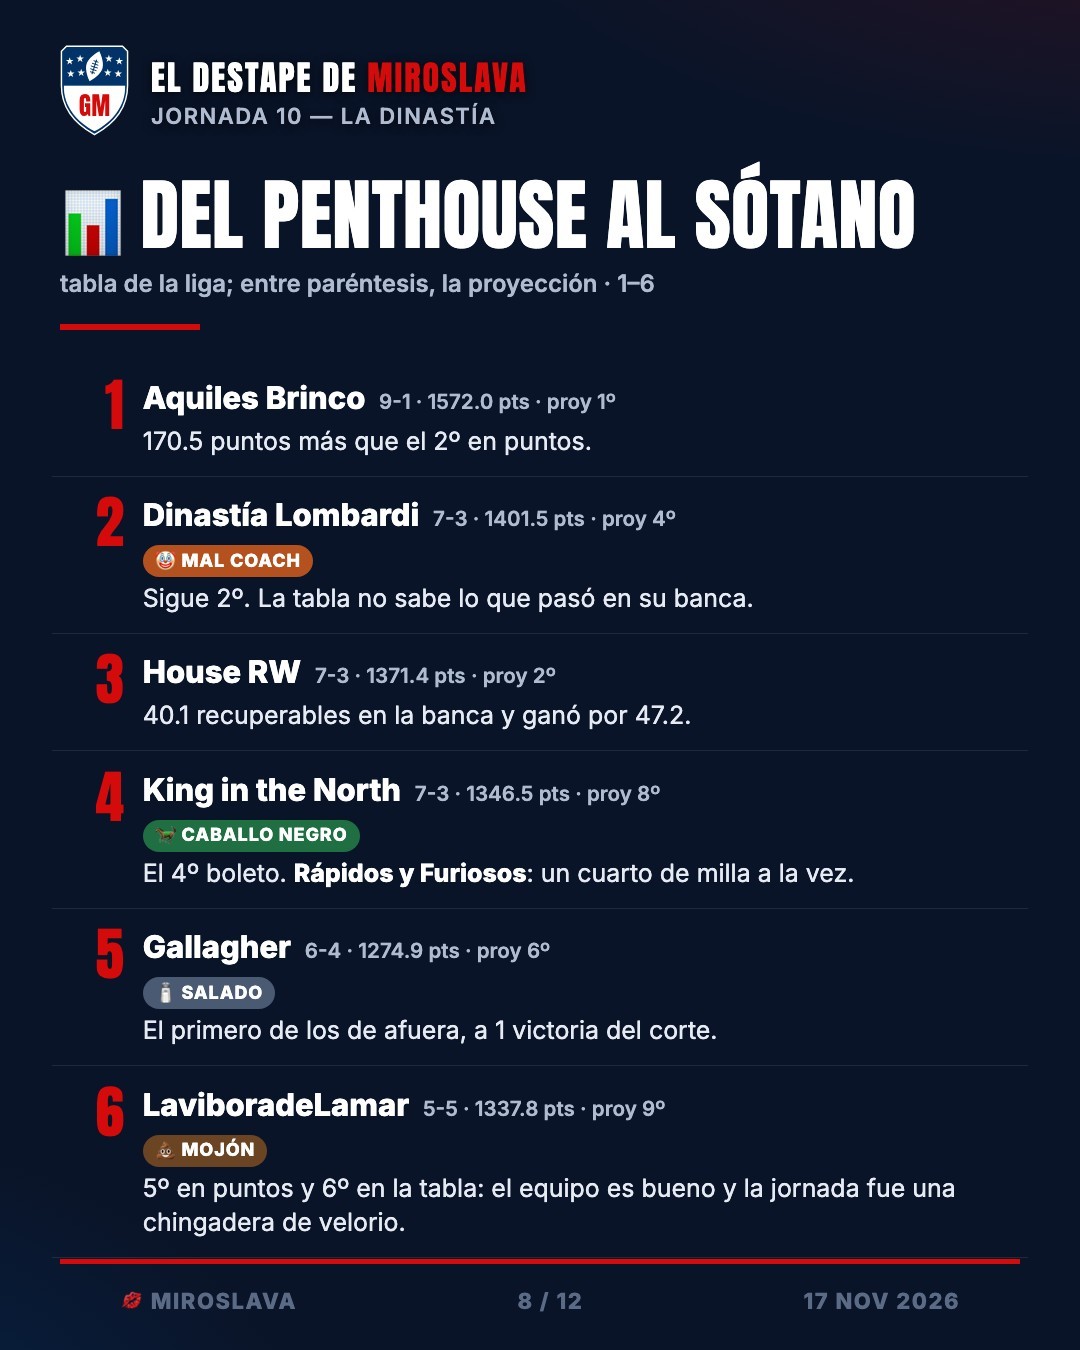 GM
EL DESTAPE DE MIROSLAVA
JORNADA 10 — LA DINASTÍA
📊 DEL PENTHOUSE AL SÓTANO
tabla de la liga; entre paréntesis, la proyección · 1–6
1 Aquiles Brinco 9-1 · 1572.0 pts · proy 1º
170.5 puntos más que el 2º en puntos.
2 Dinastía Lombardi 7-3 · 1401.5 pts · proy 4º
🤡 MAL COACH
Sigue 2º. La tabla no sabe lo que pasó en su banca.
3 House RW 7-3 · 1371.4 pts · proy 2º
40.1 recuperables en la banca y ganó por 47.2.
4 King in the North 7-3 · 1346.5 pts · proy 8º
🐎 CABALLO NEGRO
El 4º boleto. Rápidos y Furiosos: un cuarto de milla a la vez.
5 Gallagher 6-4 · 1274.9 pts · proy 6º
🧂 SALADO
El primero de los de afuera, a 1 victoria del corte.
6 LaviboradeLamar 5-5 · 1337.8 pts · proy 9º
💩 MOJÓN
5º en puntos y 6º en la tabla: el equipo es bueno y la jornada fue una
chingadera de velorio.
💋 MIROSLAVA
8 / 12
17 NOV 2026